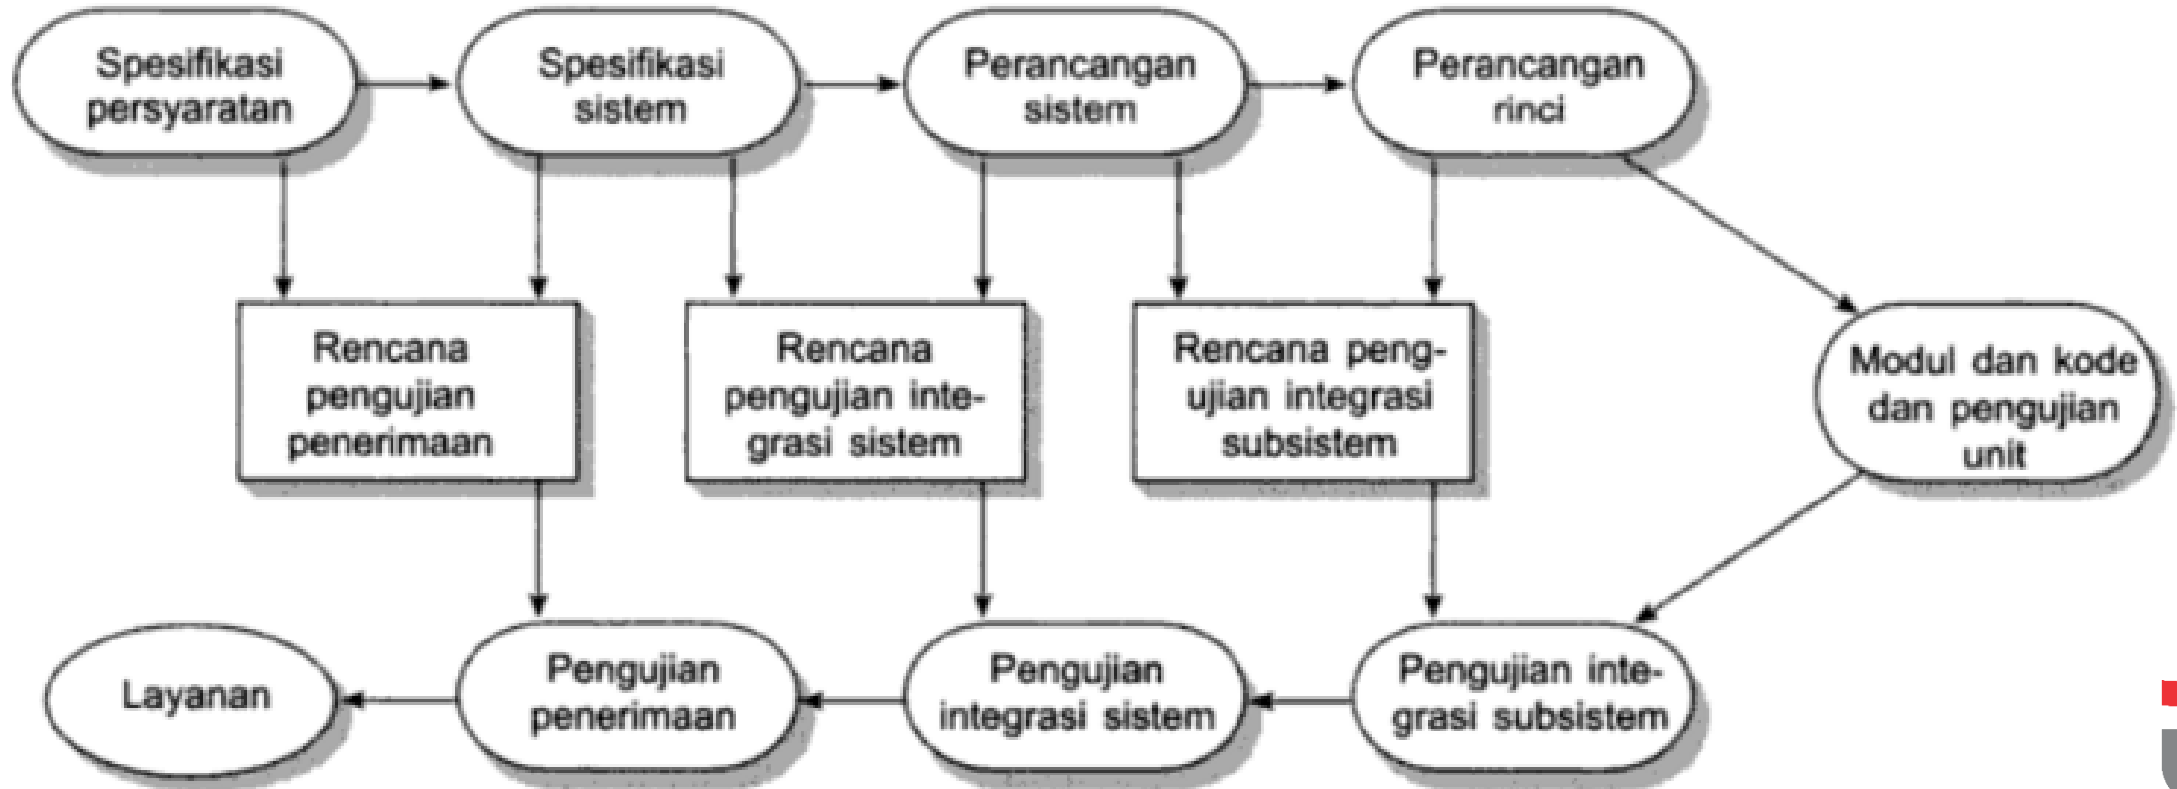 Spesifikasi
persyaratan
Spesifikasi
sistem
Perancangan
sistem
Perancangan
rinci
Rencana
pengujian
penerimaan
Rencana
pengujian inte-
grasi sistem
Rencana peng-
ujian integrasi
subsistem
Modul dan kode
dan pengujian
unit
Layanan
Pengujian
penerimaan
Pengujian
integrasi sistem
Pengujian inte-
grasi subsistem